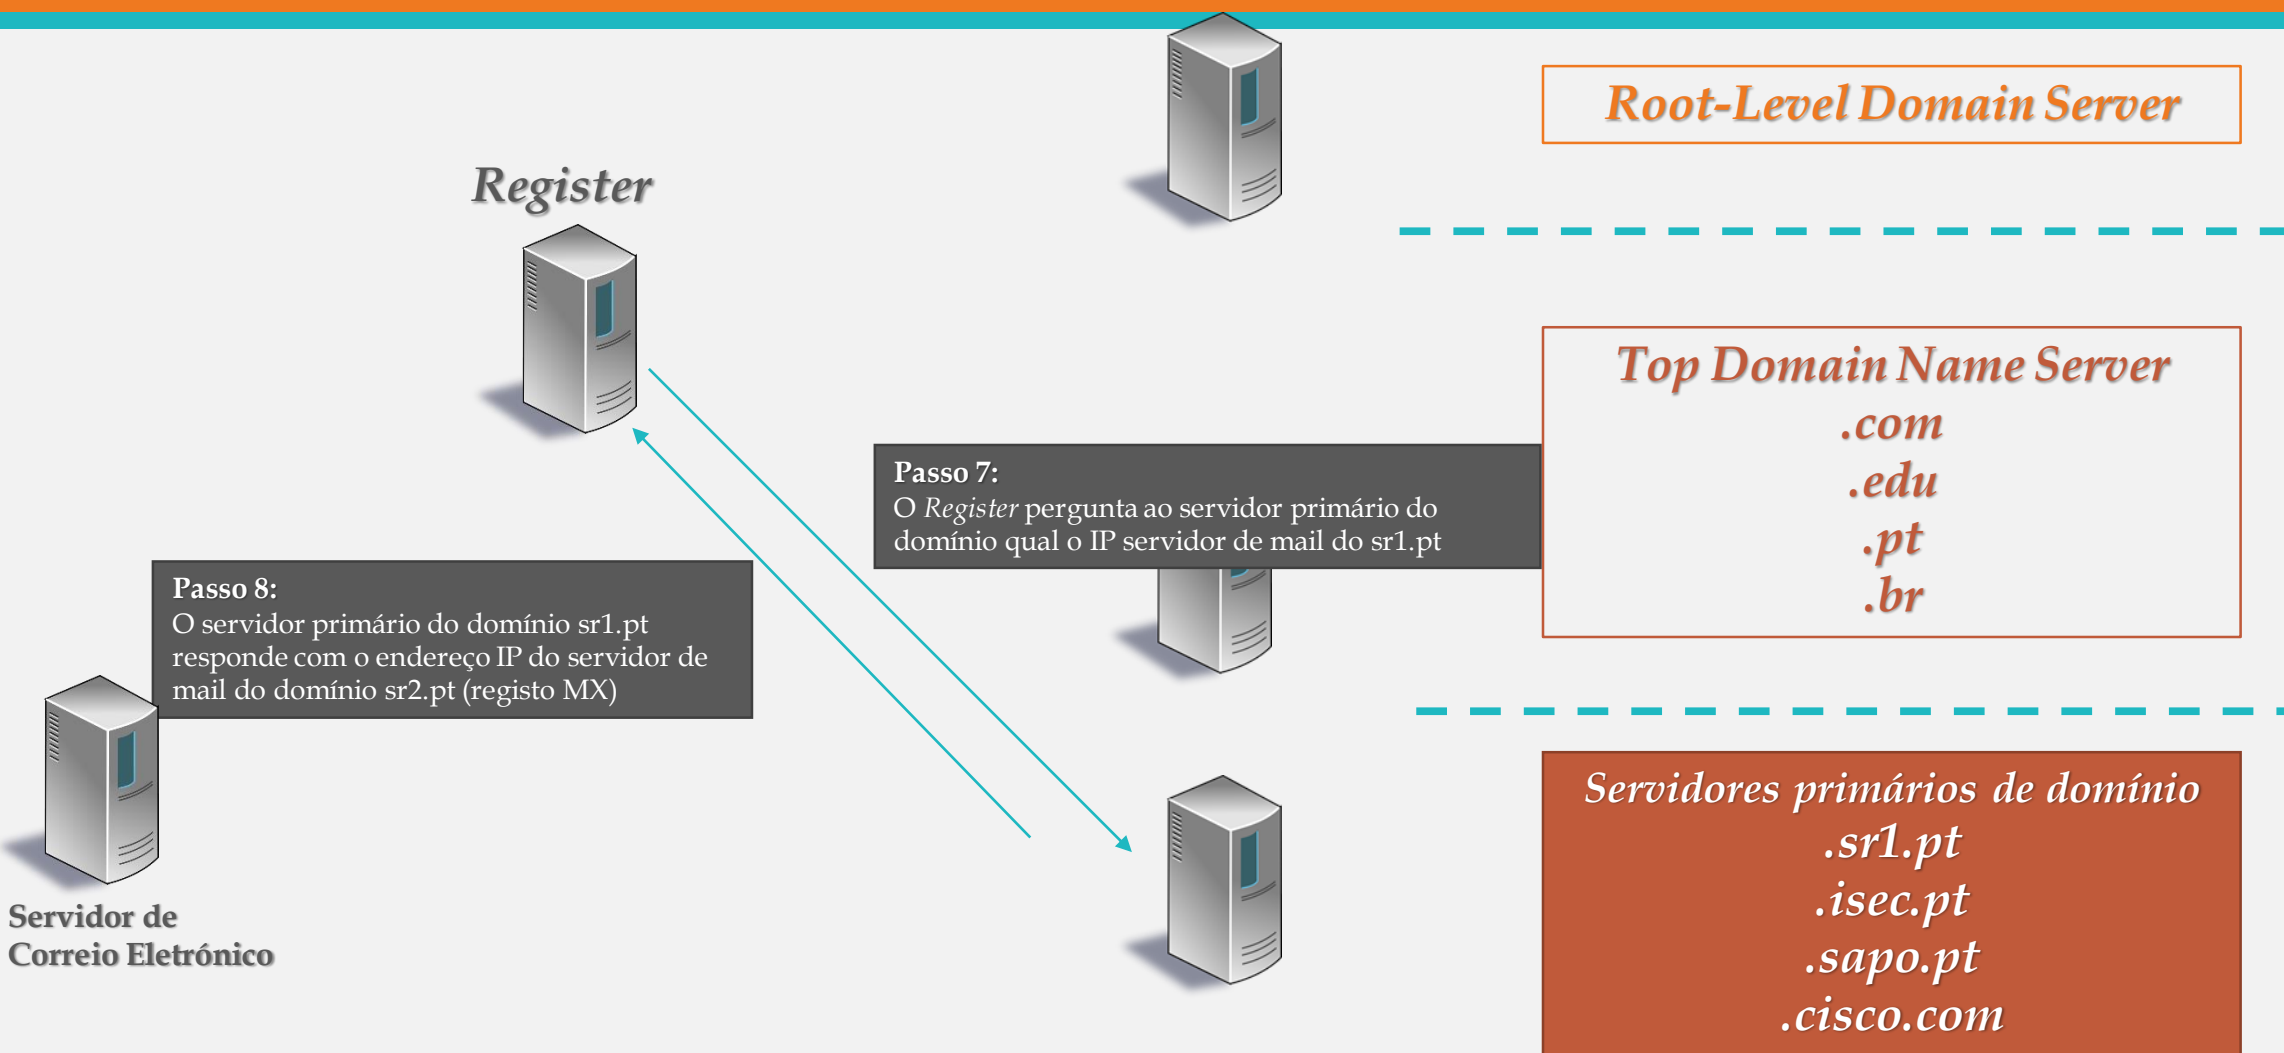 Root-Level Domain Server
Register
Top Domain Name Server
.com
.edu
.pt
.br
Passo 7:
O Register pergunta ao servidor primário do
domínio qual o IP servidor de mail do sr1.pt
Passo 8:
O servidor primário do domínio sr1.pt
responde com o endereço IP do servidor de
mail do domínio sr2.pt (registo MX)
Servidor de
Correio Eletrónico
Servidores primários de domínio
.sr1.pt
.isec.pt
.sapo.pt
.cisco.com